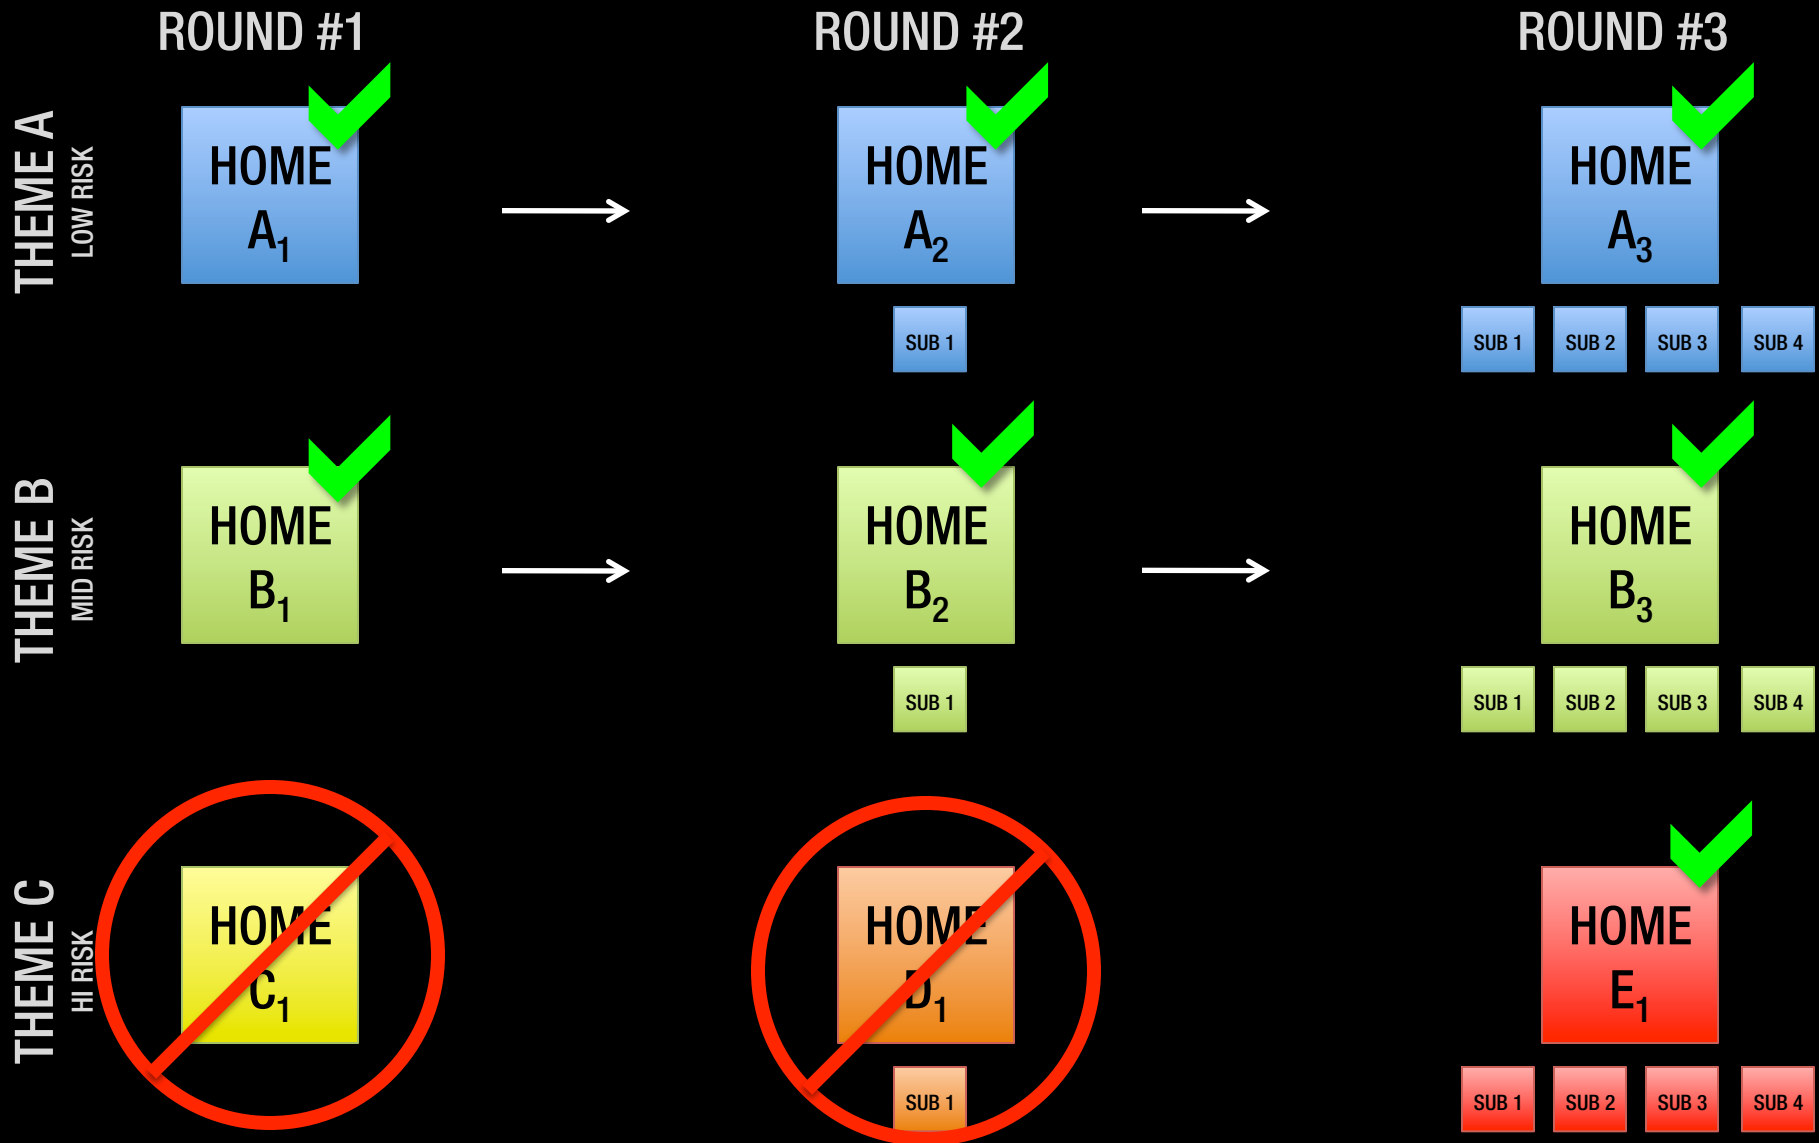 ROUND #1
ROUND #2
ROUND #3
THEME A
LOW RISK
HOME
A1
HOME
A2
HOME
A3
SUB 1
SUB 1
SUB 2
SUB 3
SUB 4
THEME B
MID RISK
HOME
B1
HOME
B2
HOME
B3
SUB 1
SUB 1
SUB 2
SUB 3
SUB 4
THEME C
HI RISK
HOME
C1
HOME
D1
HOME
E1
SUB 1
SUB 1
SUB 2
SUB 3
SUB 4